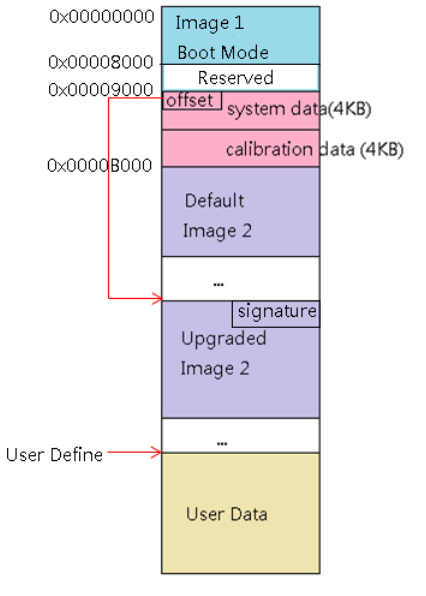 0x00000000
Image 1
Boot Mode
0x00008000
Reserved
0x00009000
offset
system data(4KB)
calibration data (4KB)
0x0000B000
Default
Image 2
...
signature
Upgraded
Image 2
...
User Define
User Data